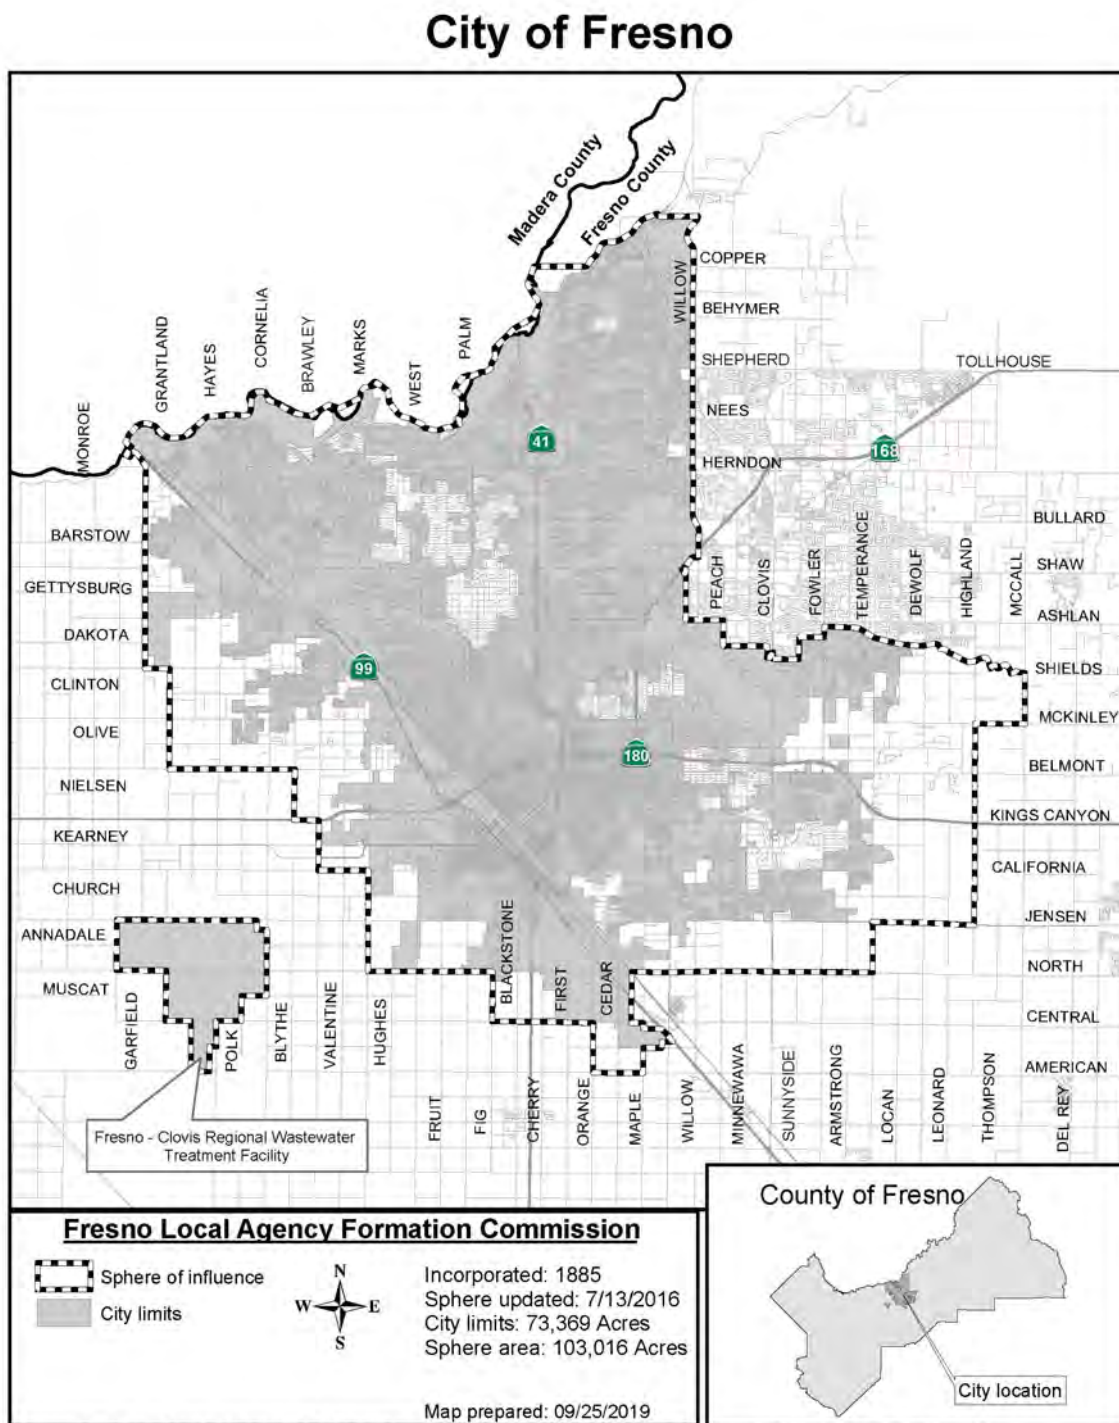 City of Fresno
Madera County
Fresno County
COPPER
WILLOW
BEHYMER
SHEPHERD
TOLLHOUSE
NEES
HERNDON
MONROE
GRANTLAND
HAYES
CORNELIA
BRAWLEY
MARKS
WEST
PALM
41
168
BULLARD
SHAW
ASHLAN
SHIELDS
MCKINLEY
BELMONT
KINGS CANYON
CALIFORNIA
JENSEN
NORTH
CENTRAL
AMERICAN
PEACH
CLOVIS
FOWLER
TEMPERANCE
DEWOLF
HIGHLAND
MCCALL
BARSTOW
GETTYSBURG
DAKOTA
CLINTON
OLIVE
NIELSEN
KEARNEY
CHURCH
ANNADALE
MUSCAT
99
180
GARFIELD
POLK
BLYTHE
VALENTINE
HUGHES
BLACKSTONE
FIRST
CEDAR
FRUIT
FIG
CHERRY
ORANGE
MAPLE
WILLOW
MINNEWAWA
SUNNYSIDE
ARMSTRONG
LOCAN
LEONARD
THOMPSON
DEL REY
Fresno - Clovis Regional Wastewater
Treatment Facility
Fresno Local Agency Formation Commission
Sphere of influence
City limits
N
W E
S
Incorporated: 1885
Sphere updated: 7/13/2016
City limits: 73,369 Acres
Sphere area: 103,016 Acres
Map prepared: 09/25/2019
County of Fresno
City location